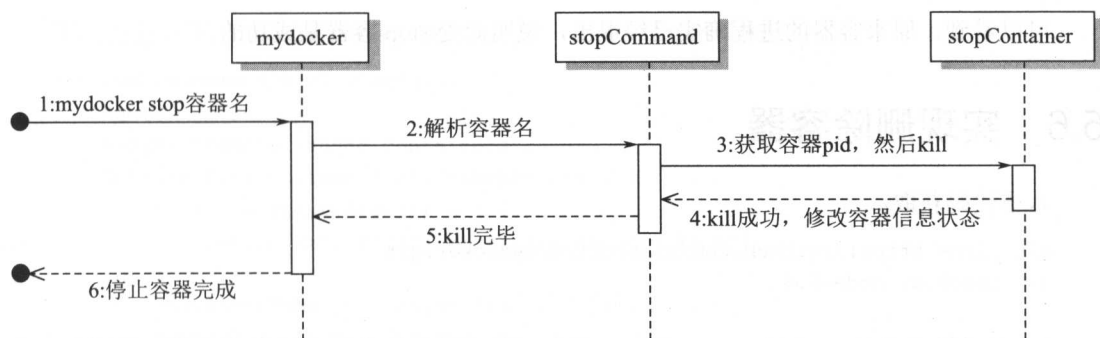 mydocker
stopCommand
stopContainer
1:mydocker stop容器名
2:解析容器名
3:获取容器pid，然后kill
4:kill成功，修改容器信息状态
5:kill完毕
6:停止容器完成